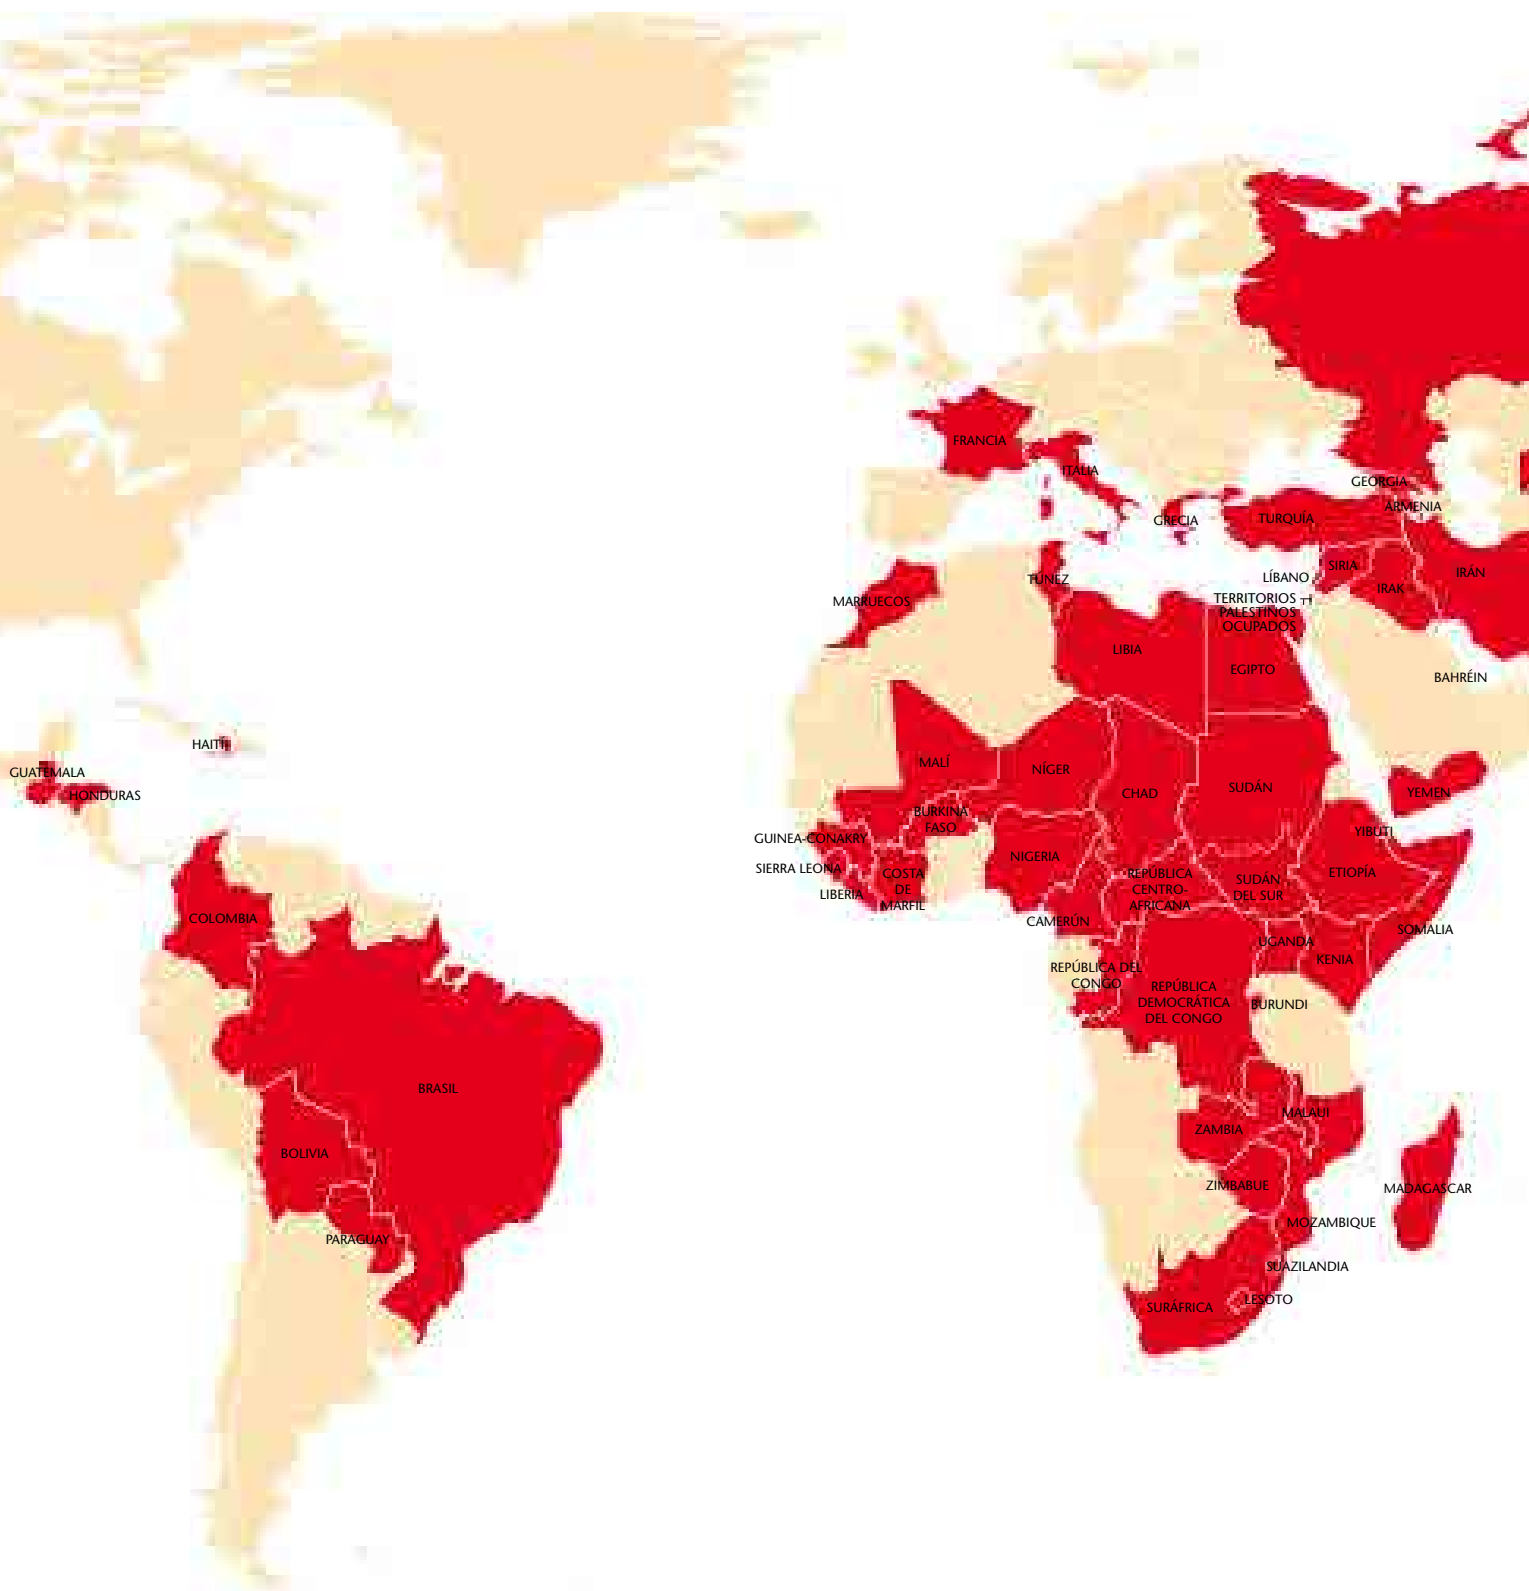 FRANCIA
ITALIA
GEORGIA
ARMENIA
GRECIA
TURQUÍA
SIRIA
IRÁN
LÍBANO
IRAK
TÚNEZ
MARRUECOS
TERRITORIOS
PALESTINOS
OCUPADOS
LIBIA
EGIPTO
BAHRÉIN
HAITÍ
GUATEMALA
HONDURAS
MALÍ
NÍGER
CHAD
SUDÁN
YEMEN
BURKINA
FASO
YIBUTI
GUINEA-CONAKRY
NIGERIA
SIERRA LEONA
COSTA
DE
MARFIL
LIBERIA
REPÚBLICA
CENTRO-
AFRICANA
SUDÁN
DEL SUR
ETIOPÍA
COLOMBIA
CAMERÚN
SOMALIA
UGANDA
KENIA
REPÚBLICA DEL
CONGO
REPÚBLICA
DEMOCRÁTICA
DEL CONGO
BURUNDI
BRASIL
MALAUI
ZAMBIA
BOLIVIA
ZIMBABUE
MADAGASCAR
MOZAMBIQUE
PARAGUAY
SUAZILANDIA
LESOTO
SURÁFRICA